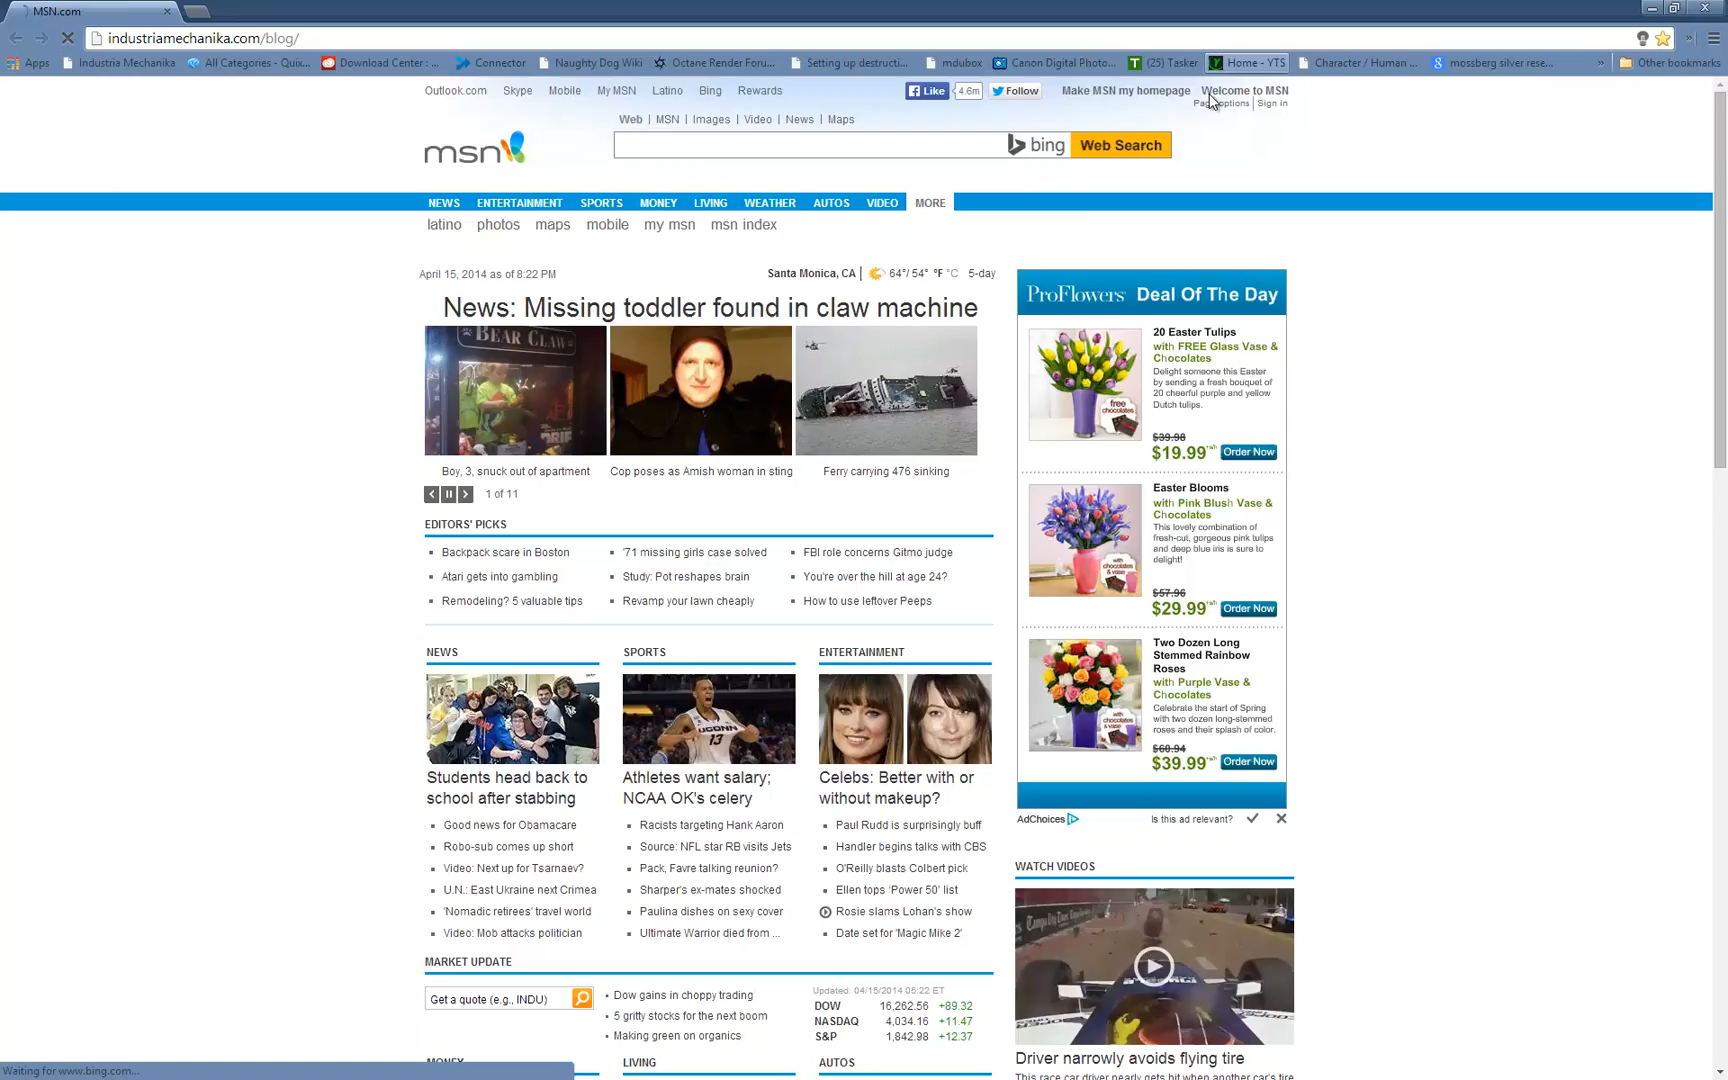 MSN.com
industriamechanika.com/blog/
Apps Industria Mechanika All Categories - Quix... Download Center : ... Connector Naughty Dog Wiki Octane Render Foru... Setting up destructi... mdubox Canon Digital Photo... (25) Tasker Home - YTS Character / Human ... mossberg silver rese... » Other bookmarks
Outlook.com Skype Mobile My MSN Latino Bing Rewards Like 4.6m Follow Make MSN my homepage Welcome to MSN
options | Sign in
Web | MSN | Images | Video | News | Maps
msn bing Web Search
NEWS ENTERTAINMENT SPORTS MONEY LIVING WEATHER AUTOS VIDEO MORE
latino photos maps mobile my msn msn index
April 15, 2014 as of 8:22 PM Santa Monica, CA | 64°/ 54° °F °C 5-day
News: Missing toddler found in claw machine
BEAR CLAW
Boy, 3, snuck out of apartment Cop poses as Amish woman in sting Ferry carrying 476 sinking
1 of 11
EDITORS' PICKS
Backpack scare in Boston '71 missing girls case solved FBI role concerns Gitmo judge
Atari gets into gambling Study: Pot reshapes brain You're over the hill at age 24?
Remodeling? 5 valuable tips Revamp your lawn cheaply How to use leftover Peeps
NEWS
Students head back to
school after stabbing
Good news for Obamacare
Robo-sub comes up short
Video: Next up for Tsarnaev?
U.N.: East Ukraine next Crimea
'Nomadic retirees' travel world
Video: Mob attacks politician
SPORTS
UCONN
13
Athletes want salary;
NCAA OK's celery
Racists targeting Hank Aaron
Source: NFL star RB visits Jets
Pack, Favre talking reunion?
Sharper's ex-mates shocked
Paulina dishes on sexy cover
Ultimate Warrior died from ...
ENTERTAINMENT
Celebs: Better with or
without makeup?
Paul Rudd is surprisingly buff
Handler begins talks with CBS
O'Reilly blasts Colbert pick
Ellen tops 'Power 50' list
Rosie slams Lohan's show
Date set for 'Magic Mike 2'
MARKET UPDATE
Get a quote (e.g., INDU)
Dow gains in choppy trading
5 gritty stocks for the next boom
Making green on organics
Updated: 04/15/2014 05:22 ET
DOW 16,262.56 +89.32
NASDAQ 4,034.16 +11.47
S&P 1,842.98 +12.37
MONEY LIVING AUTOS
ProFlowers Deal Of The Day
20 Easter Tulips
with FREE Glass Vase &
Chocolates
Delight someone this Easter
by sending a fresh bouquet of
20 cheerful purple and yellow
Dutch tulips.
free
chocolates
$39.98
$19.99 Order Now
Easter Blooms
with Pink Blush Vase &
Chocolates
This lovely combination of
fresh-cut, gorgeous pink tulips
and deep blue iris is sure to
delight!
with
chocolates
& vase
$57.96
$29.99 Order Now
Two Dozen Long
Stemmed Rainbow
Roses
with Purple Vase &
Chocolates
Celebrate the start of Spring
with two dozen long-stemmed
roses and their splash of color.
with
chocolates
& vase
$60.94
$39.99 Order Now
AdChoices Is this ad relevant?
WATCH VIDEOS
Driver narrowly avoids flying tire
This race car driver nearly gets hit when another car's tire
Waiting for www.bing.com...